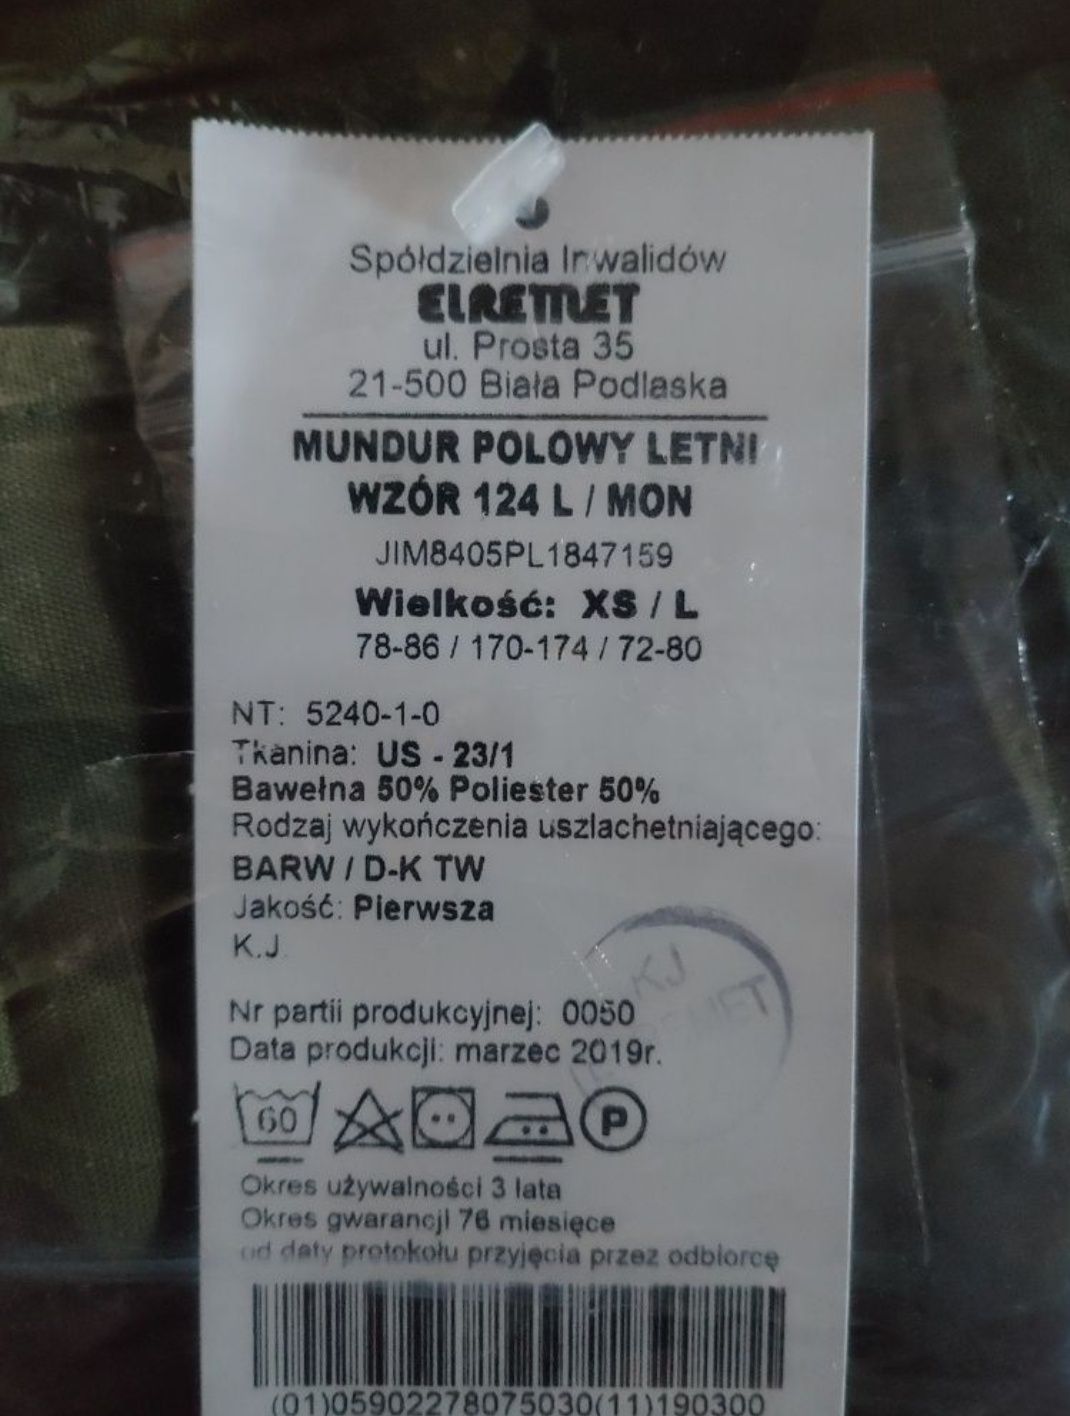 Spółdzielnia Inwalidów
ELREMET
ul. Prosta 35
21-500 Biała Podlaska
MUNDUR POLOWY LETNI
WZÓR 124 L / MON
JIM8405PL1847159
Wielkość: XS / L
78-86 / 170-174 / 72-80
NT: 5240-1-0
Tkanina: US - 23/1
Bawełna 50% Poliester 50%
Rodzaj wykończenia uszlachetniającego:
BARW / D-K TW
Jakość: Pierwsza
K.J.
KJ
Nr partii produkcyjnej: 0050
Data produkcji: marzec 2019r.
60 P
Okres używalności 3 lata
Okres gwarancji 76 miesięce
od daty protokołu przyjęcia przez odbiorcę
(01)05902278075030(11)190300